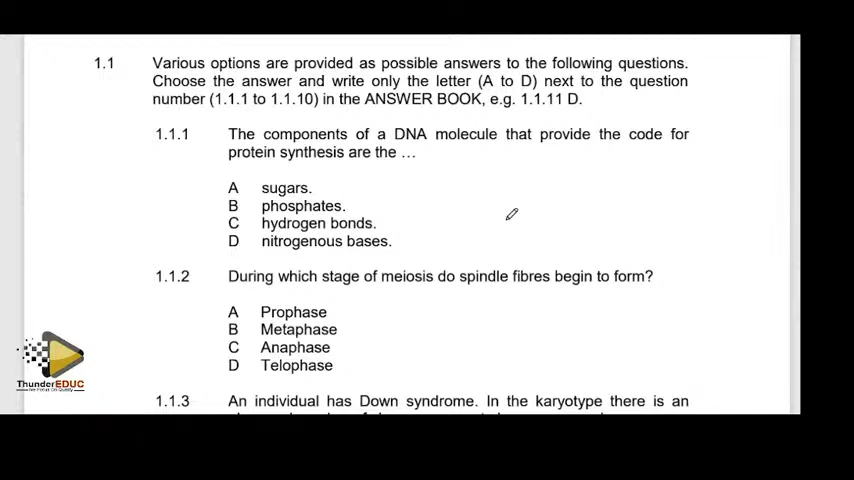 1.1 Various options are provided as possible answers to the following questions.
Choose the answer and write only the letter (A to D) next to the question
number (1.1.1 to 1.1.10) in the ANSWER BOOK, e.g. 1.1.11 D.
1.1.1 The components of a DNA molecule that provide the code for
protein synthesis are the …
A sugars.
B phosphates.
C hydrogen bonds.
D nitrogenous bases.
1.1.2 During which stage of meiosis do spindle fibres begin to form?
A Prophase
B Metaphase
C Anaphase
D Telophase
1.1.3 An individual has Down syndrome. In the karyotype there is an
ThunderEDUC
We Focus On Quality